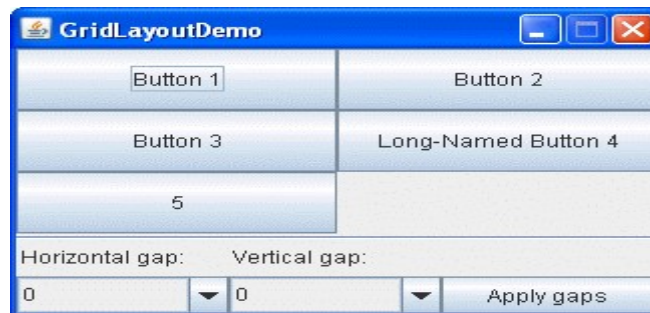 GridLayoutDemo
Button 1 Button 2
Button 3 Long-Named Button 4
5
Horizontal gap: Vertical gap:
0 0 Apply gaps